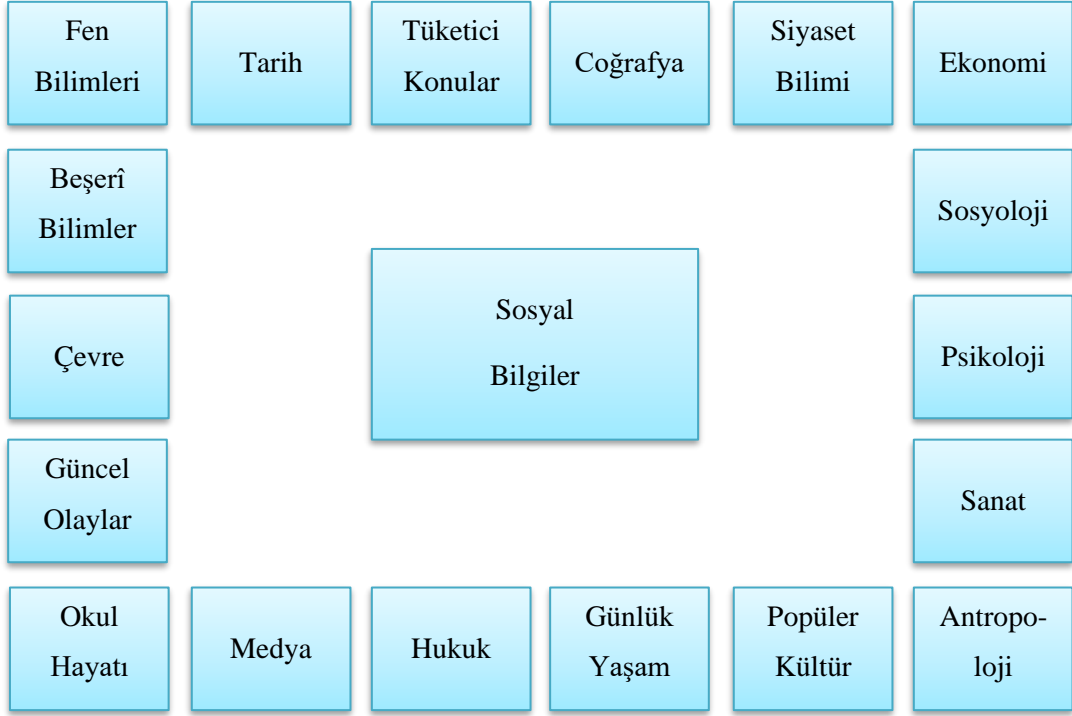 Fen
Bilimleri
Tarih
Tüketici
Konular
Coğrafya
Siyaset
Bilimi
Ekonomi
Beşerî
Bilimler
Sosyoloji
Sosyal
Bilgiler
Çevre
Psikoloji
Güncel
Olaylar
Sanat
Okul
Hayatı
Medya
Hukuk
Günlük
Yaşam
Popüler
Kültür
Antropo-
loji